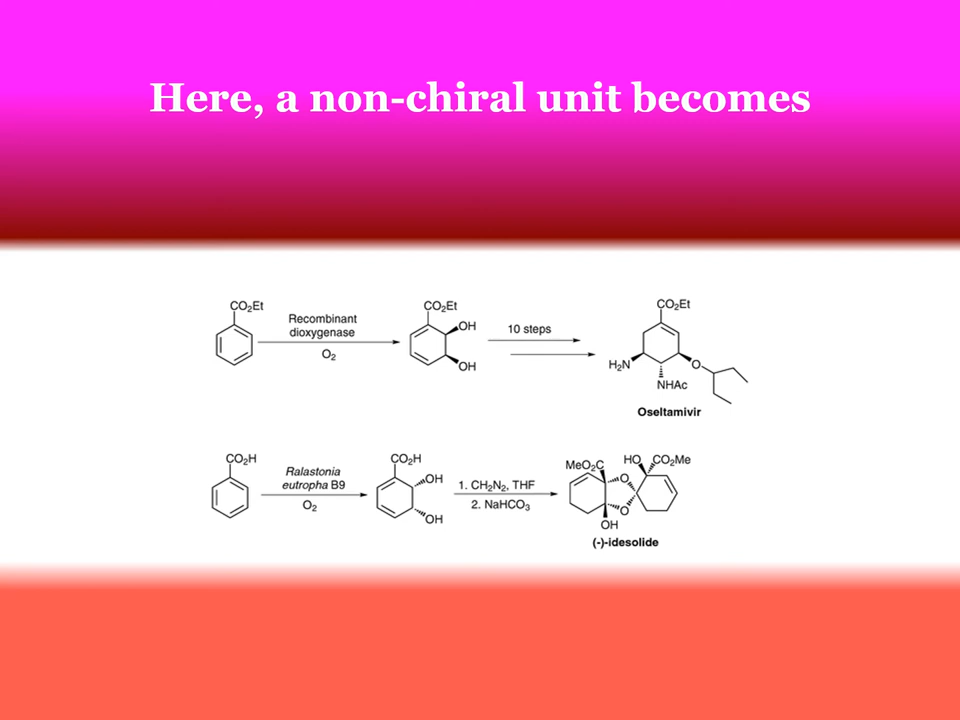 Here, a non-chiral unit becomes
CO₂Et
Recombinant
dioxygenase
O₂
CO₂Et
OH
OH
10 steps
CO₂Et
H₂N
O
NHAc
Oseltamivir
CO₂H
Ralastonia
eutropha B9
O₂
CO₂H
OH
OH
1. CH₂N₂, THF
2. NaHCO₃
MeO₂C
HO
CO₂Me
O
O
OH
(-)-idesolide